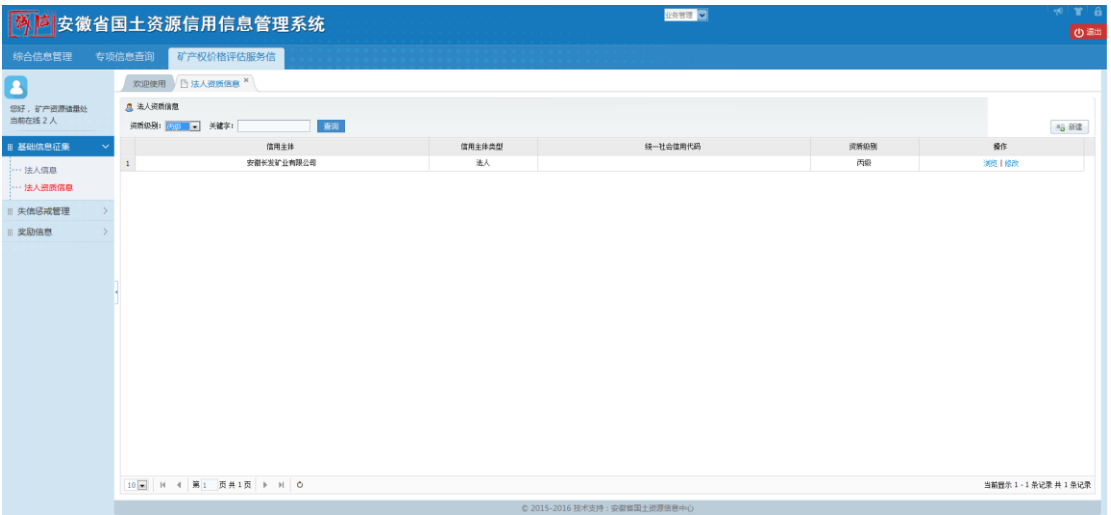 诚信 安徽省国土资源信用信息管理系统
业务管理
退出
综合信息管理 专项信息查询 矿产权价格评估服务信
欢迎使用 法人资质信息 ×
您好，矿产资源储量处
当前在线 2 人
法人资质信息
资质级别: 丙级 关键字: 查询
新建
基础信息征集
法人信息
法人资质信息
失信惩戒管理
奖励信息
信用主体 信用主体类型 统一社会信用代码 资质级别 操作
1 安徽长发矿业有限公司 法人 丙级 浏览 | 修改
10 第 1 页 共 1 页
当前显示 1 - 1 条记录 共 1 条记录
© 2015-2016 技术支持：安徽省国土资源信息中心